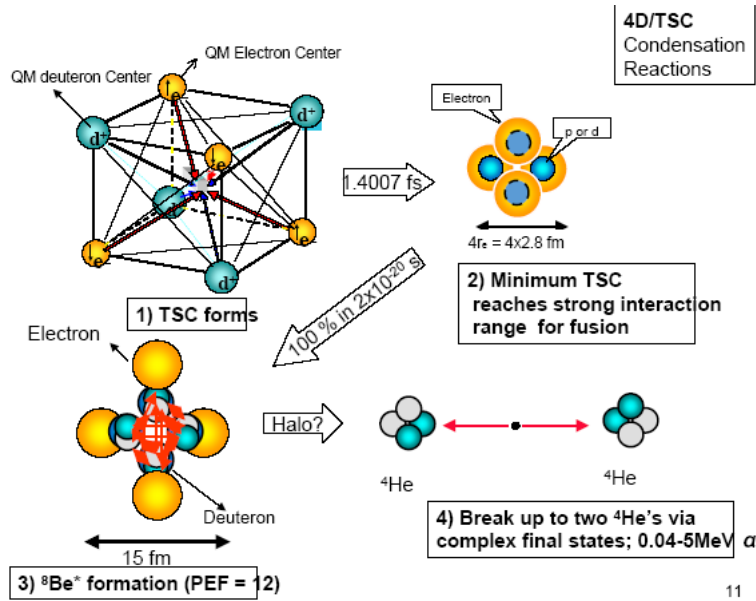 4D/TSC
Condensation
Reactions
QM Electron Center
QM deuteron Center
e⁻
d⁺
d⁺
e⁻
e⁻
e⁻
d⁺
1.4007 fs
Electron
p or d
4rₑ = 4x2.8 fm
1) TSC forms
2) Minimum TSC
reaches strong interaction
range for fusion
100 % in 2x10⁻²⁰ s
Electron
Deuteron
15 fm
3) ⁸Be* formation (PEF = 12)
Halo?
⁴He
⁴He
4) Break up to two ⁴He's via
complex final states; 0.04-5MeV α
11